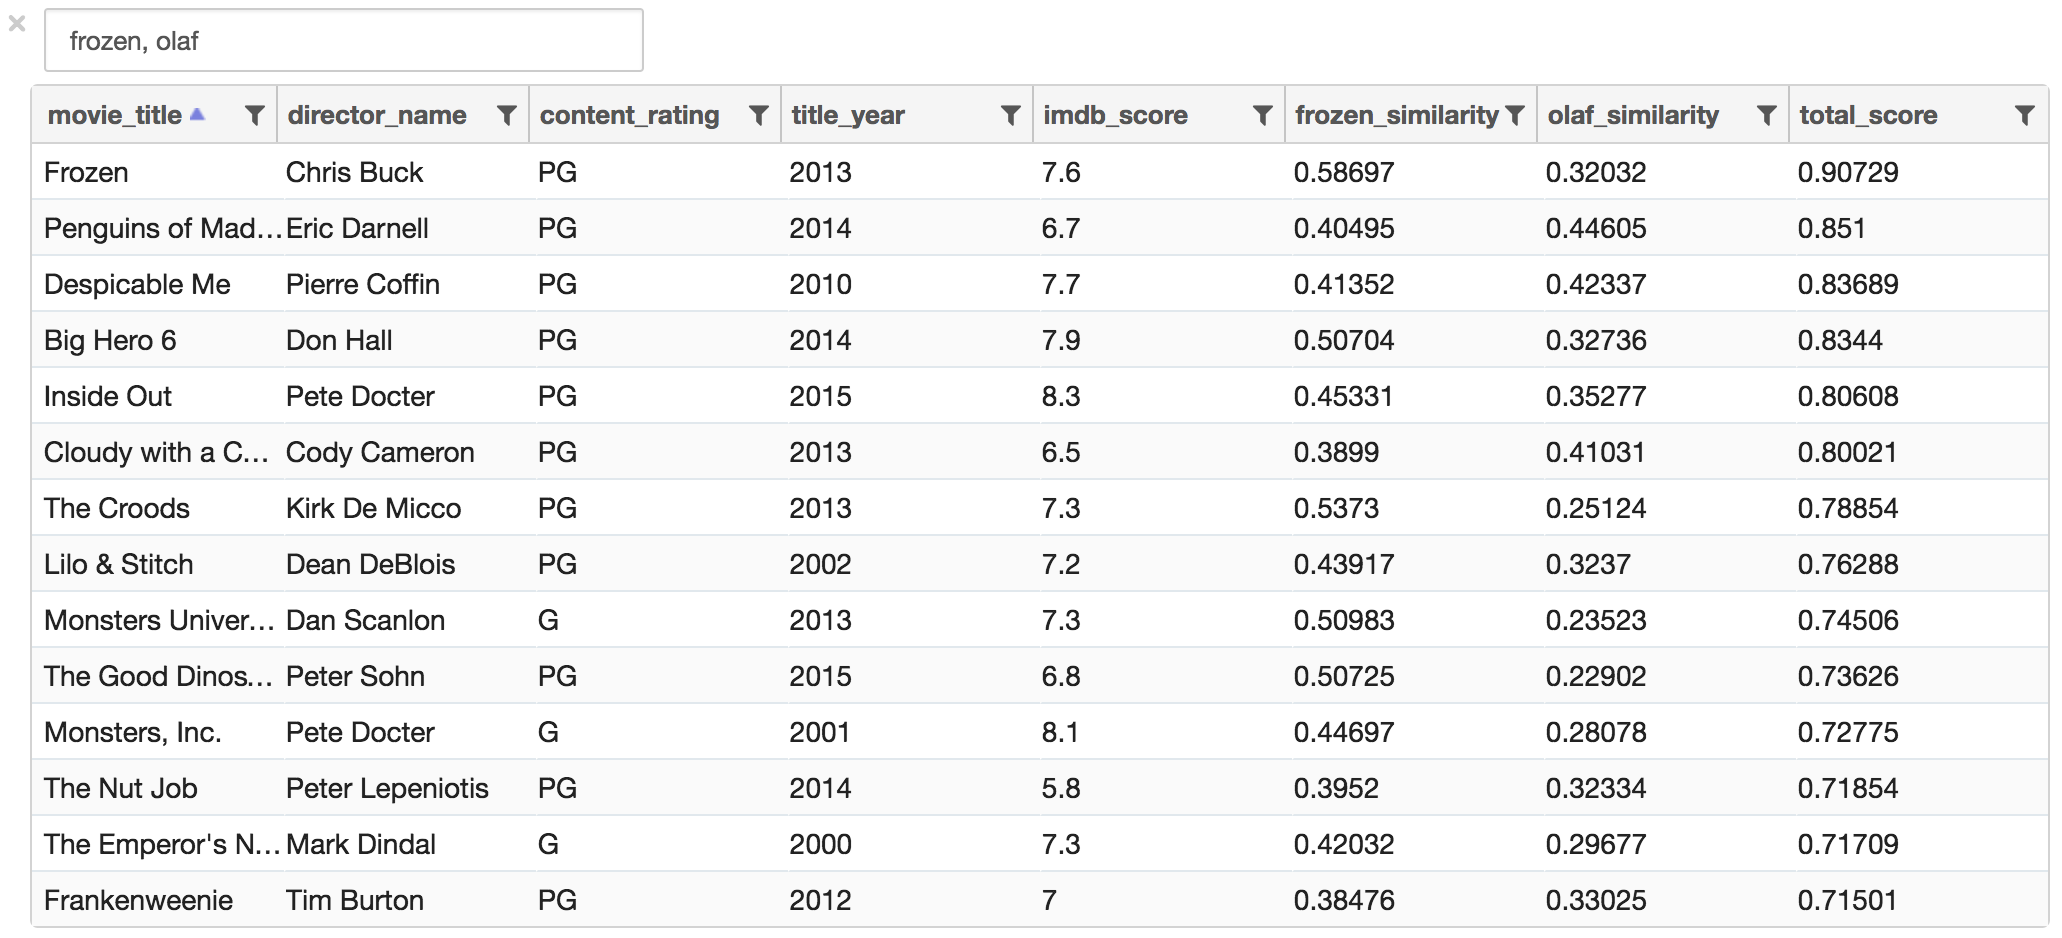 frozen, olaf
movie_title director_name content_rating title_year imdb_score frozen_similarity olaf_similarity total_score
Frozen Chris Buck PG 2013 7.6 0.58697 0.32032 0.90729
Penguins of Mad... Eric Darnell PG 2014 6.7 0.40495 0.44605 0.851
Despicable Me Pierre Coffin PG 2010 7.7 0.41352 0.42337 0.83689
Big Hero 6 Don Hall PG 2014 7.9 0.50704 0.32736 0.8344
Inside Out Pete Docter PG 2015 8.3 0.45331 0.35277 0.80608
Cloudy with a C... Cody Cameron PG 2013 6.5 0.3899 0.41031 0.80021
The Croods Kirk De Micco PG 2013 7.3 0.5373 0.25124 0.78854
Lilo & Stitch Dean DeBlois PG 2002 7.2 0.43917 0.3237 0.76288
Monsters Univer... Dan Scanlon G 2013 7.3 0.50983 0.23523 0.74506
The Good Dinos... Peter Sohn PG 2015 6.8 0.50725 0.22902 0.73626
Monsters, Inc. Pete Docter G 2001 8.1 0.44697 0.28078 0.72775
The Nut Job Peter Lepeniotis PG 2014 5.8 0.3952 0.32334 0.71854
The Emperor's N... Mark Dindal G 2000 7.3 0.42032 0.29677 0.71709
Frankenweenie Tim Burton PG 2012 7 0.38476 0.33025 0.71501